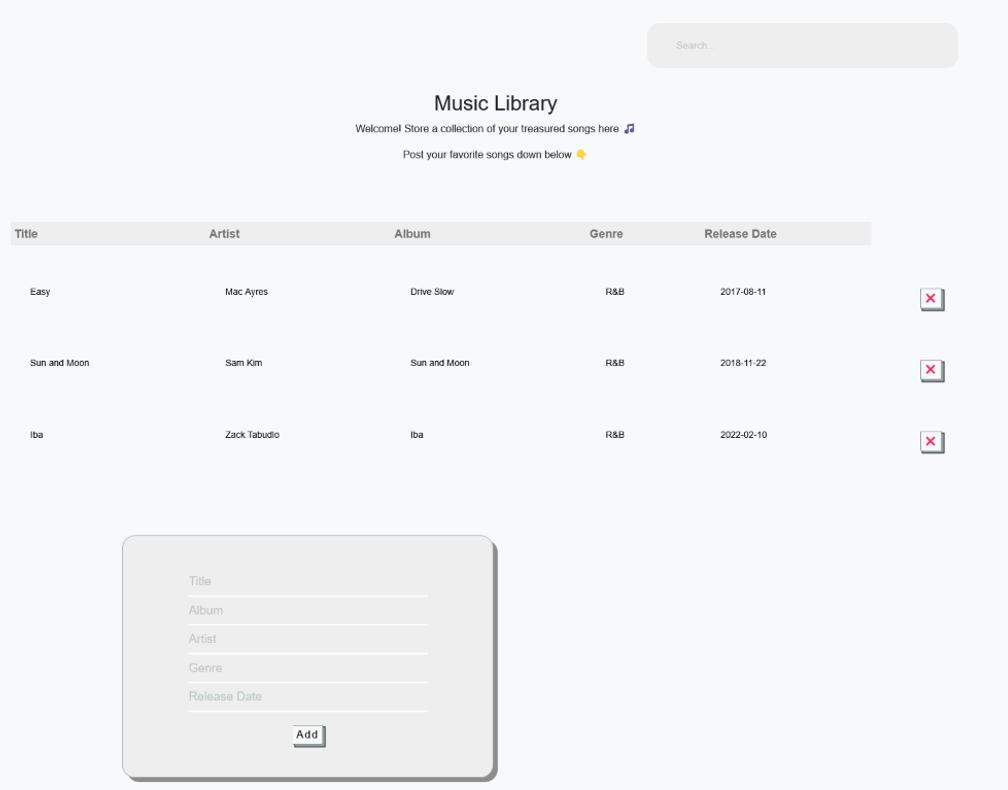 Search...
Music Library
Welcome! Store a collection of your treasured songs here 🎵
Post your favorite songs down below 👇
Title Artist Album Genre Release Date
Easy Mac Ayres Drive Slow R&B 2017-08-11
Sun and Moon Sam Kim Sun and Moon R&B 2018-11-22
Iba Zack Tabudlo Iba R&B 2022-02-10
Title
Album
Artist
Genre
Release Date
Add